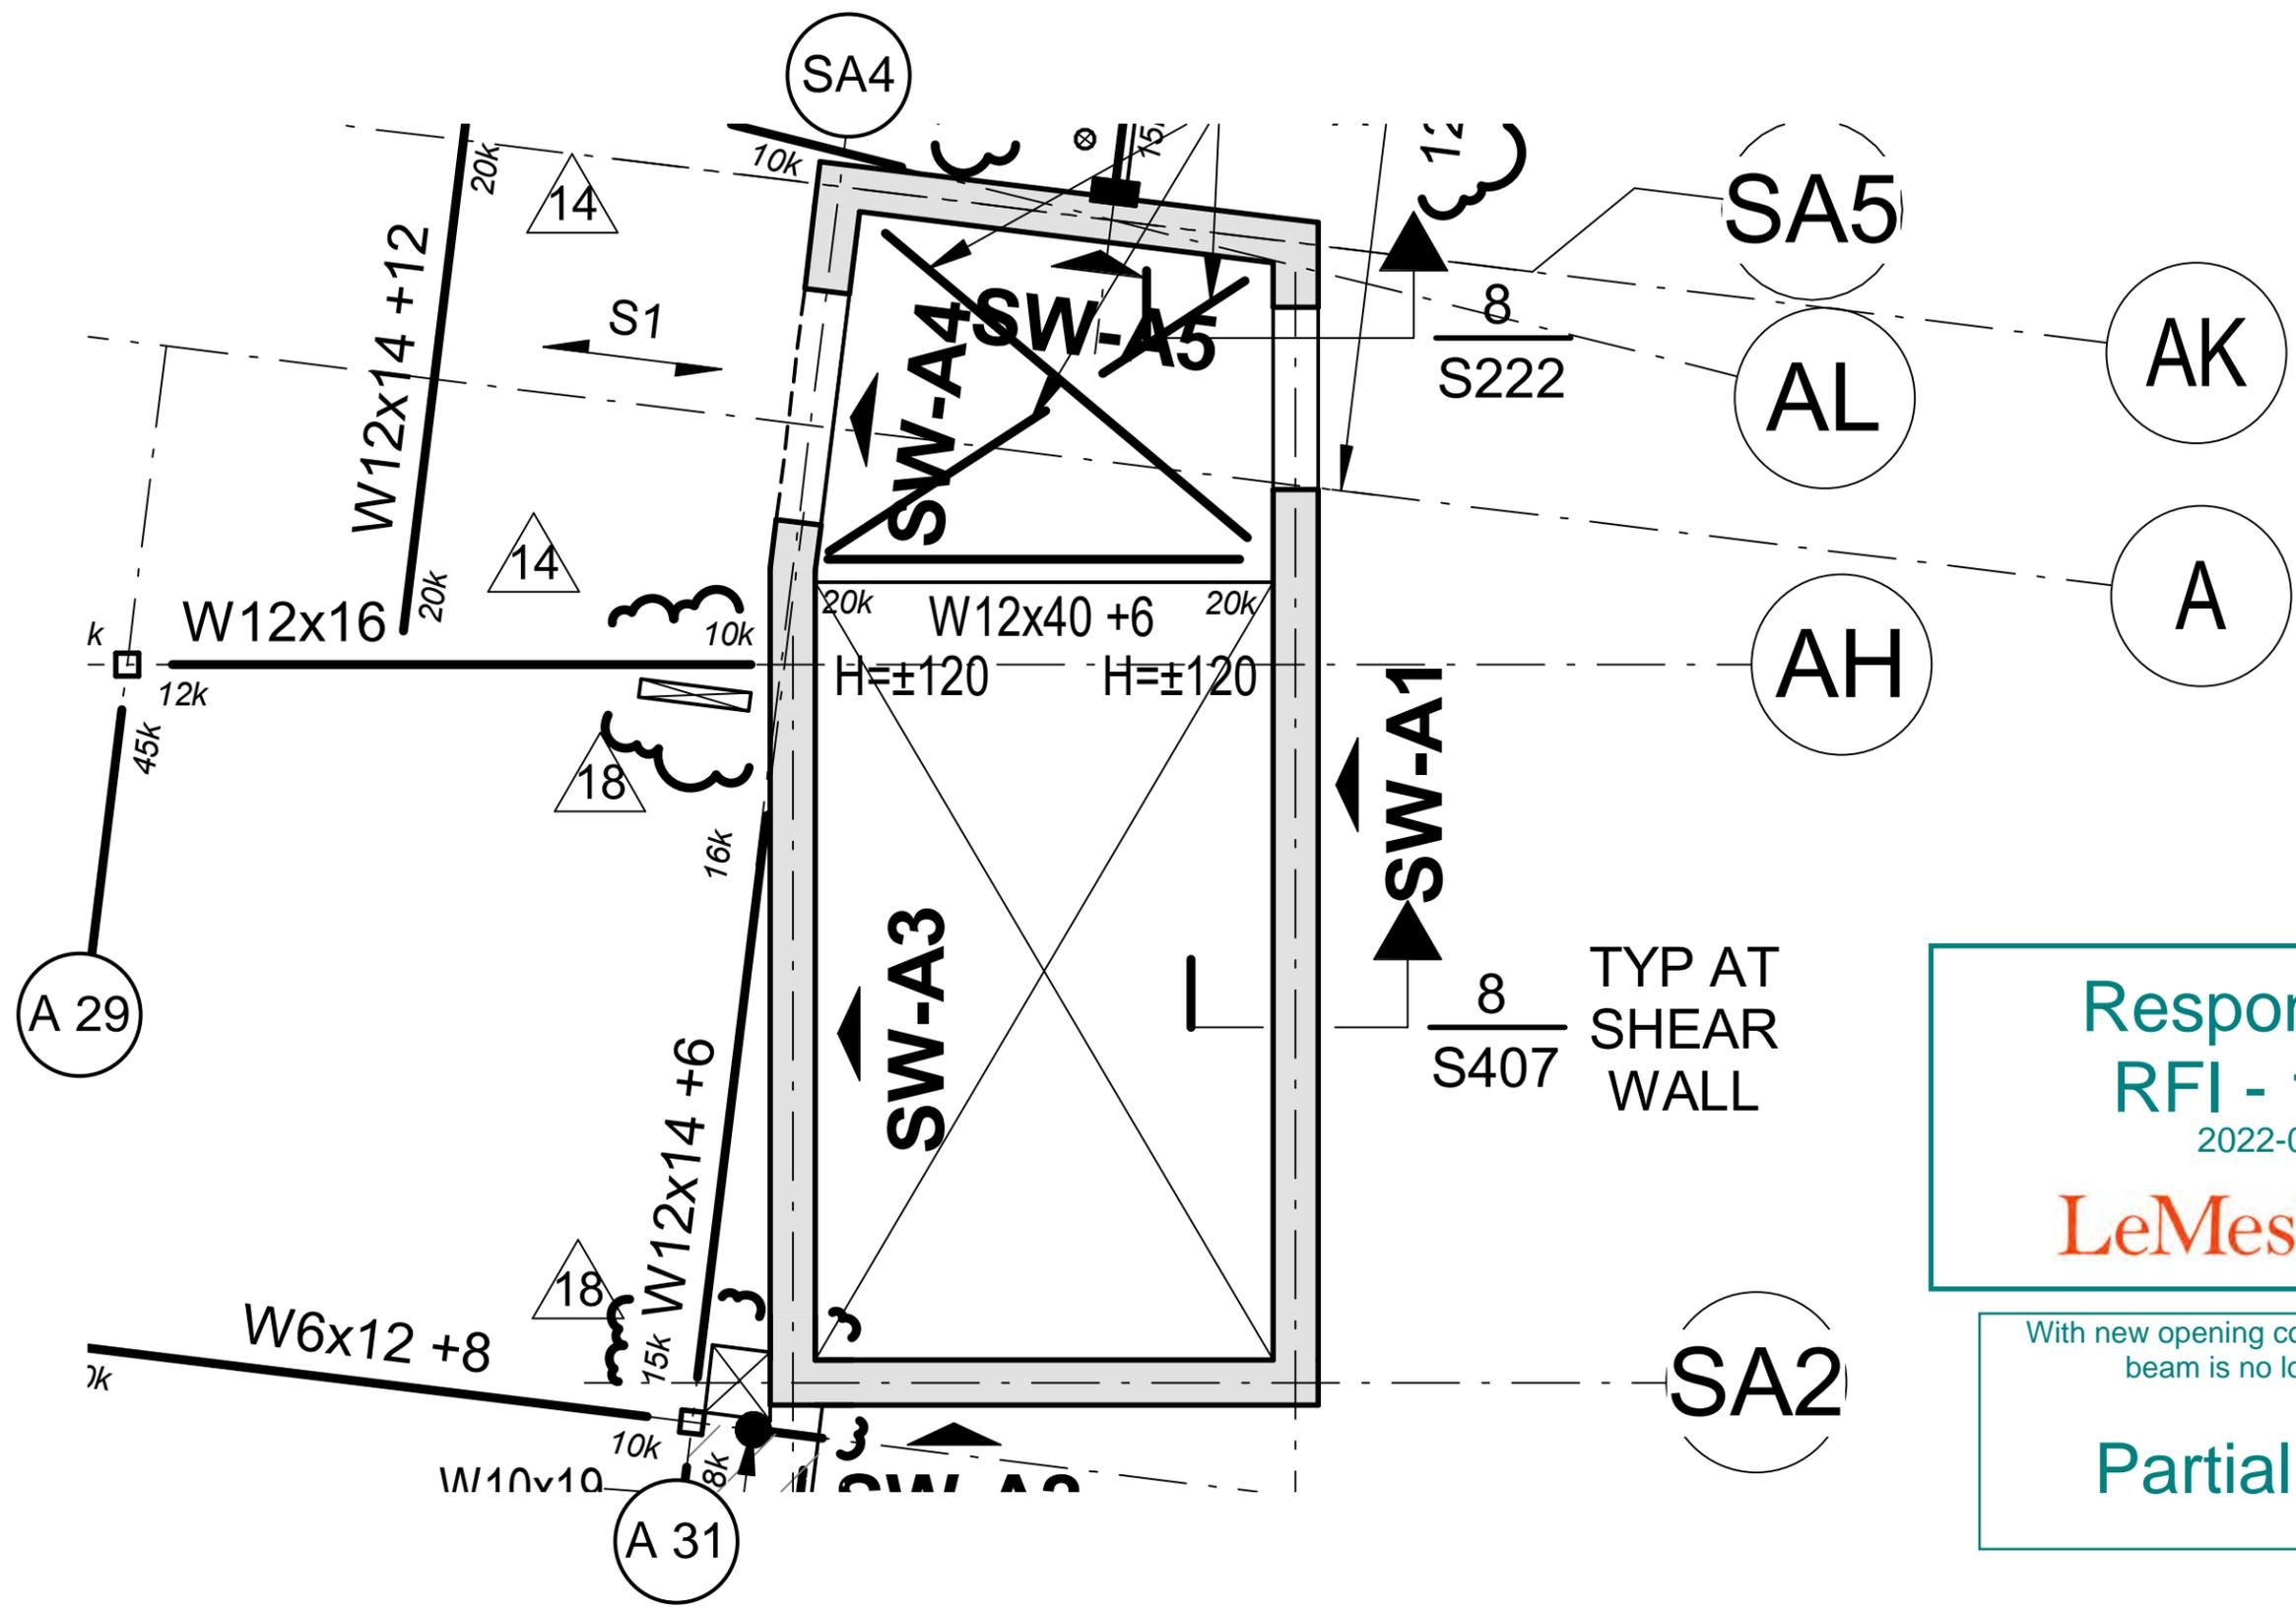 SA4
10k
20k
14
SA5
W12x14 +12
S1
SW-A4
SW-A5
8
S222
AK
AL
14
20k
W12x16
10k
k
12k
45k
20k
W12x40 +6
20k
H=±120
H=±120
A
AH
18
16k
SW-A1
A 29
SW-A3
8
S407
TYP AT
SHEAR
WALL
RFI -
W12x14 +6
18
15k
W6x12 +8
10k
8k
W10x19
A 31
SA2
With new opening
beam is no
Partial